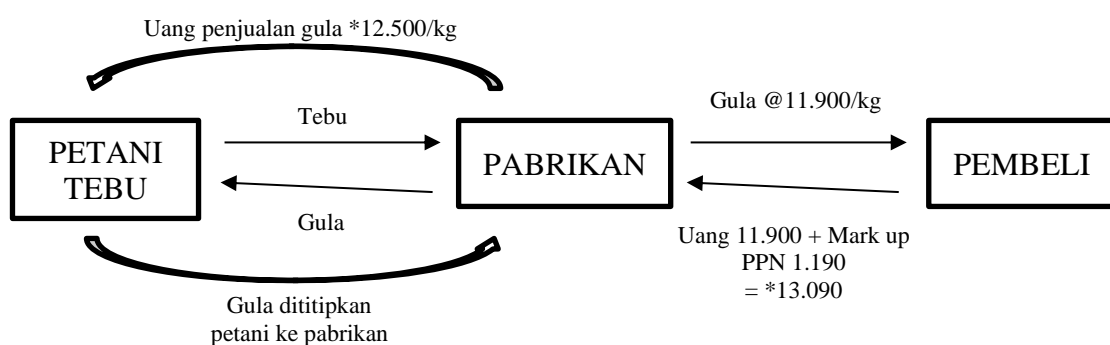 Uang penjualan gula *12.500/kg
PETANI
TEBU
Tebu
Gula
PABRIKAN
Gula @11.900/kg
Uang 11.900 + Mark up
PPN 1.190
= *13.090
PEMBELI
Gula dititipkan
petani ke pabrikan